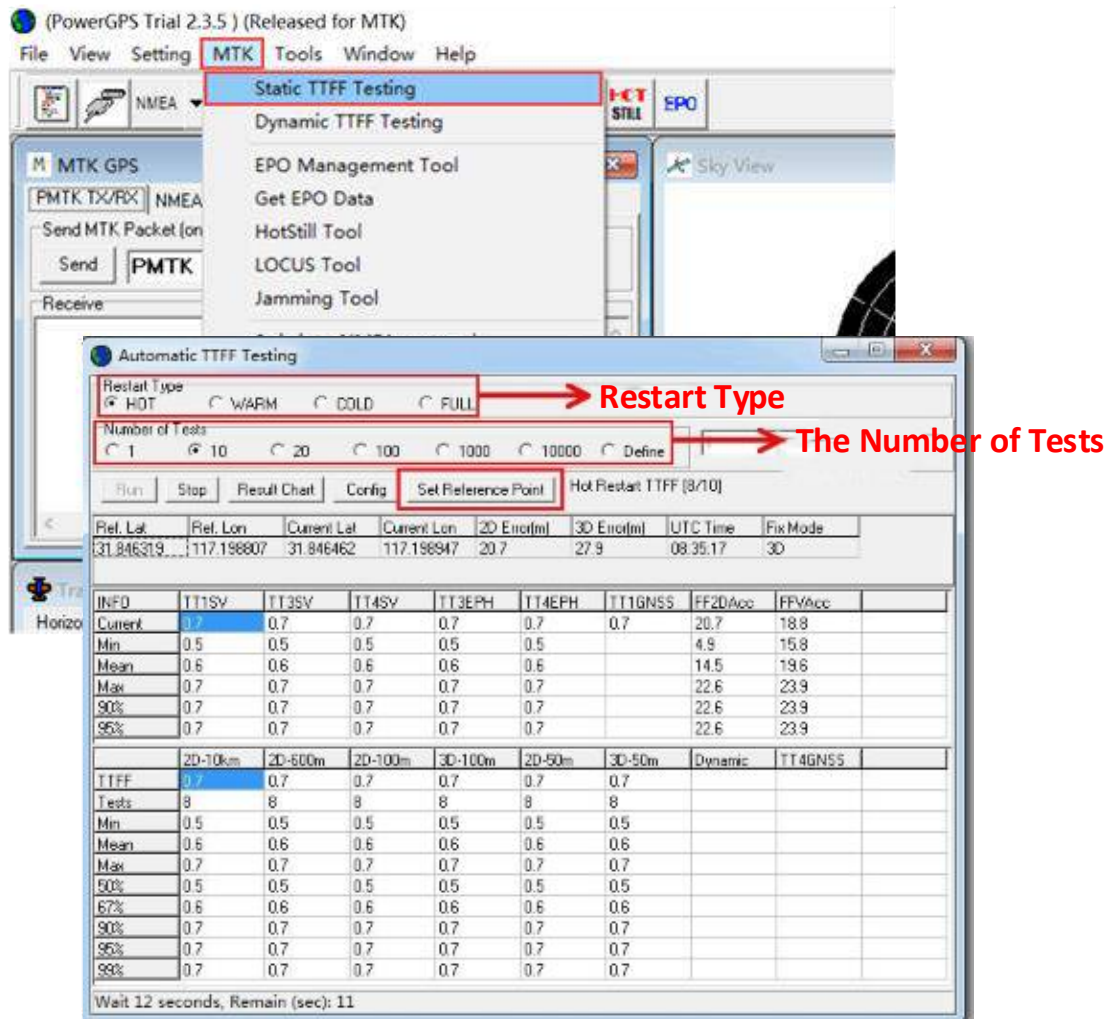 (PowerGPS Trial 2.3.5 ) (Released for MTK)
File View Setting MTK Tools Window Help
NMEA
Static TTFF Testing
HOT STILL EPO
Dynamic TTFF Testing
MTK GPS
EPO Management Tool
Sky View
PMTK TX/RX NMEA
Get EPO Data
Send MTK Packet (on
HotStill Tool
Send PMTK
LOCUS Tool
Receive
Jamming Tool
Automatic TTFF Testing
Restart Type
HOT WARM COLD FULL
Restart Type
Number of Tests
1 10 20 100 1000 10000 Define
The Number of Tests
Run Stop Result Chart Config Set Reference Point Hot Restart TTFF (8/10)
Ref. Lat Ref. Lon Current Lat Current Lon 2D Error(m) 3D Error(m) UTC Time Fix Mode
31.846319 117.198807 31.846462 117.198947 20.7 27.9 08:35:17 3D
INFO TT1SV TT3SV TT4SV TT3EPH TT4EPH TT1GNSS FF2DAcc FFVAcc
Current 0.7 0.7 0.7 0.7 0.7 0.7 20.7 18.8
Min 0.5 0.5 0.5 0.5 0.5 4.9 15.8
Mean 0.6 0.6 0.6 0.6 0.6 14.5 19.6
Max 0.7 0.7 0.7 0.7 0.7 22.6 23.9
90% 0.7 0.7 0.7 0.7 0.7 22.6 23.9
95% 0.7 0.7 0.7 0.7 0.7 22.6 23.9
Horizo
2D-10km 2D-600m 2D-100m 3D-100m 2D-50m 3D-50m Dynamic TT4GNSS
TTFF 0.7 0.7 0.7 0.7 0.7 0.7
Tests 8 8 8 8 8 8
Min 0.5 0.5 0.5 0.5 0.5 0.5
Mean 0.6 0.6 0.6 0.6 0.6 0.6
Max 0.7 0.7 0.7 0.7 0.7 0.7
50% 0.5 0.5 0.5 0.5 0.5 0.5
67% 0.6 0.6 0.6 0.6 0.6 0.6
90% 0.7 0.7 0.7 0.7 0.7 0.7
95% 0.7 0.7 0.7 0.7 0.7 0.7
99% 0.7 0.7 0.7 0.7 0.7 0.7
Wait 12 seconds, Remain (sec): 11